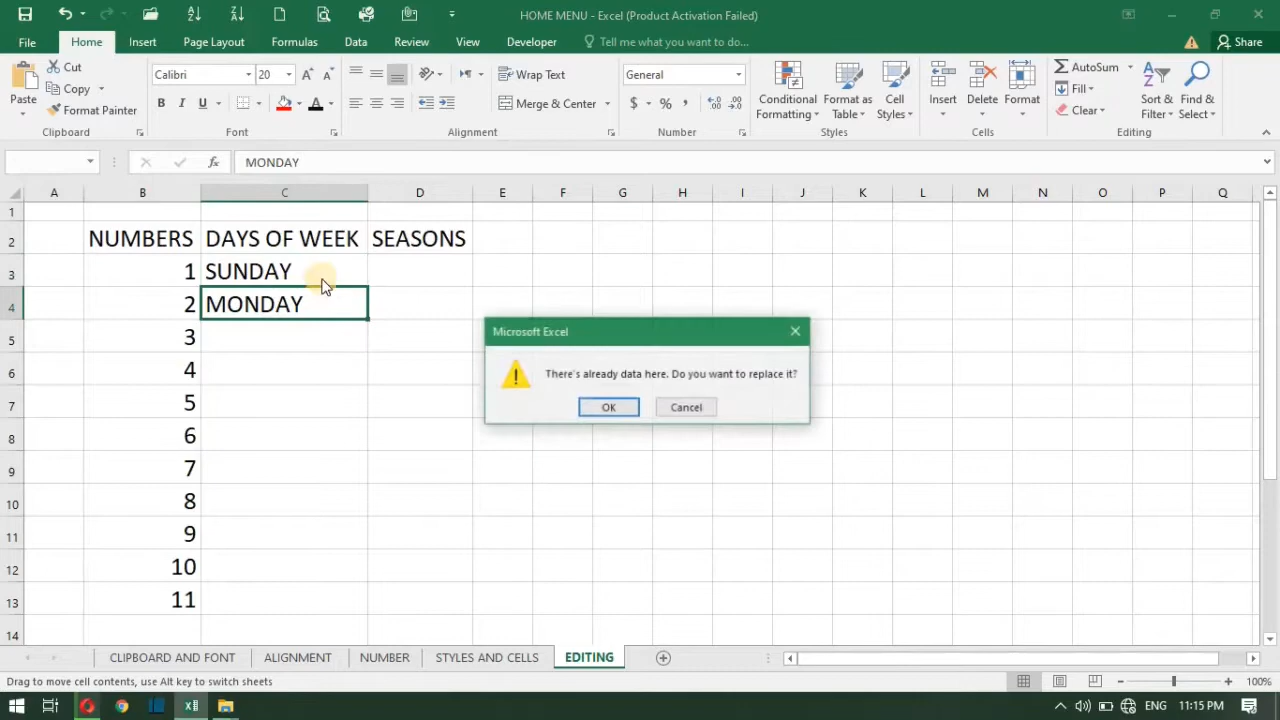 HOME MENU - Excel (Product Activation Failed)
File Home Insert Page Layout Formulas Data Review View Developer Tell me what you want to do... Share
Paste
Cut
Copy
Format Painter
Clipboard
Calibri
B I U
A
Font
Wrap Text
Merge & Center
Alignment
General
$ % ,
Number
Conditional Formatting
Format as Table
Cell Styles
Styles
Insert
Delete
Format
Cells
AutoSum
Fill
Clear
Sort & Filter
Find & Select
Editing
fx MONDAY
A B C D E F G H I J K L M N O P Q
1
2 NUMBERS DAYS OF WEEK SEASONS
3 1 SUNDAY
4 2 MONDAY
5 3
6 4
7 5
8 6
9 7
10 8
11 9
12 10
13 11
14
Microsoft Excel
There's already data here. Do you want to replace it?
OK Cancel
CLIPBOARD AND FONT ALIGNMENT NUMBER STYLES AND CELLS EDITING
Drag to move cell contents, use Alt key to switch sheets 100%
ENG 11:15 PM